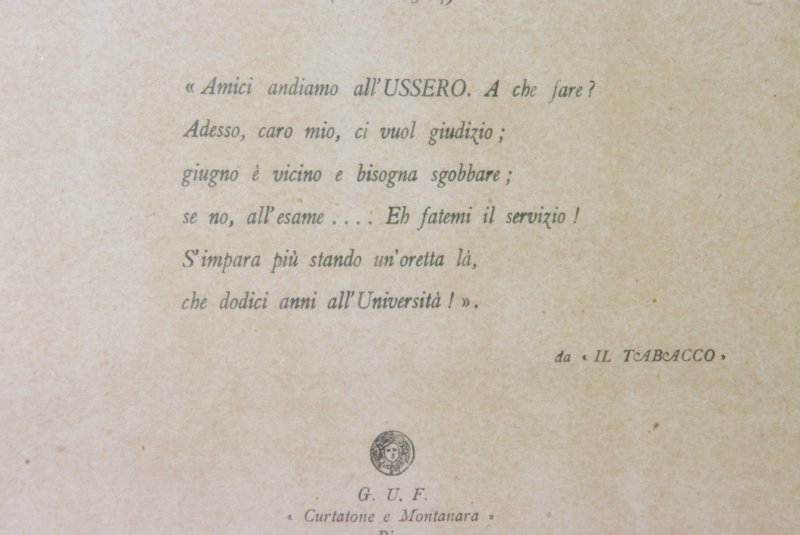 « Amici andiamo all'USSERO. A che fare ?
Adesso, caro mio, ci vuol giudizio ;
giugno è vicino e bisogna sgobbare ;
se no, all'esame . . . . Eh fatemi il servizio !
S'impara più stando un'oretta là,
che dodici anni all'Università ! ».
da « IL TABACCO »
G. U. F.
« Curtatone e Montanara »